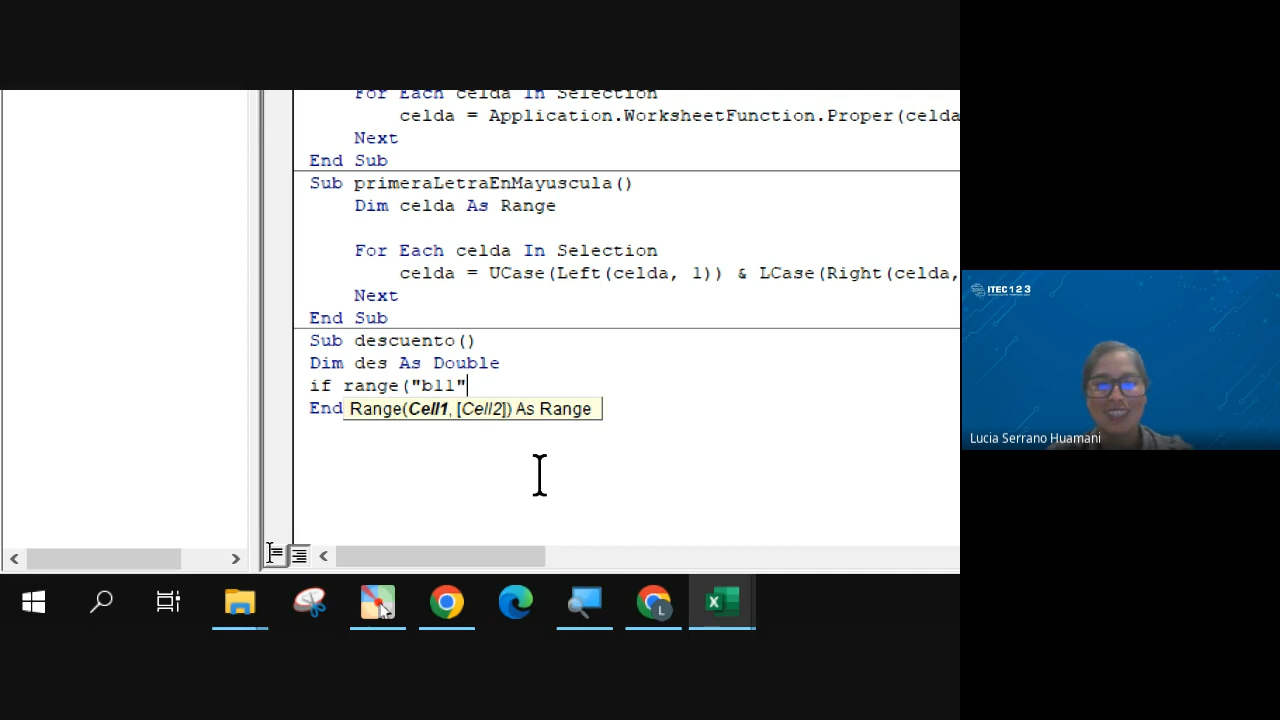 For Each celda In Selection
celda = Application.WorksheetFunction.Proper(celda
Next
End Sub
Sub primeraLetraEnMayuscula()
Dim celda As Range
For Each celda In Selection
celda = UCase(Left(celda, 1)) & LCase(Right(celda,
Next
End Sub
Sub descuento()
Dim des As Double
if range("b11"
End
Range(Cell1, [Cell2]) As Range
ITEC123
Lucia Serrano Huamani
L
X